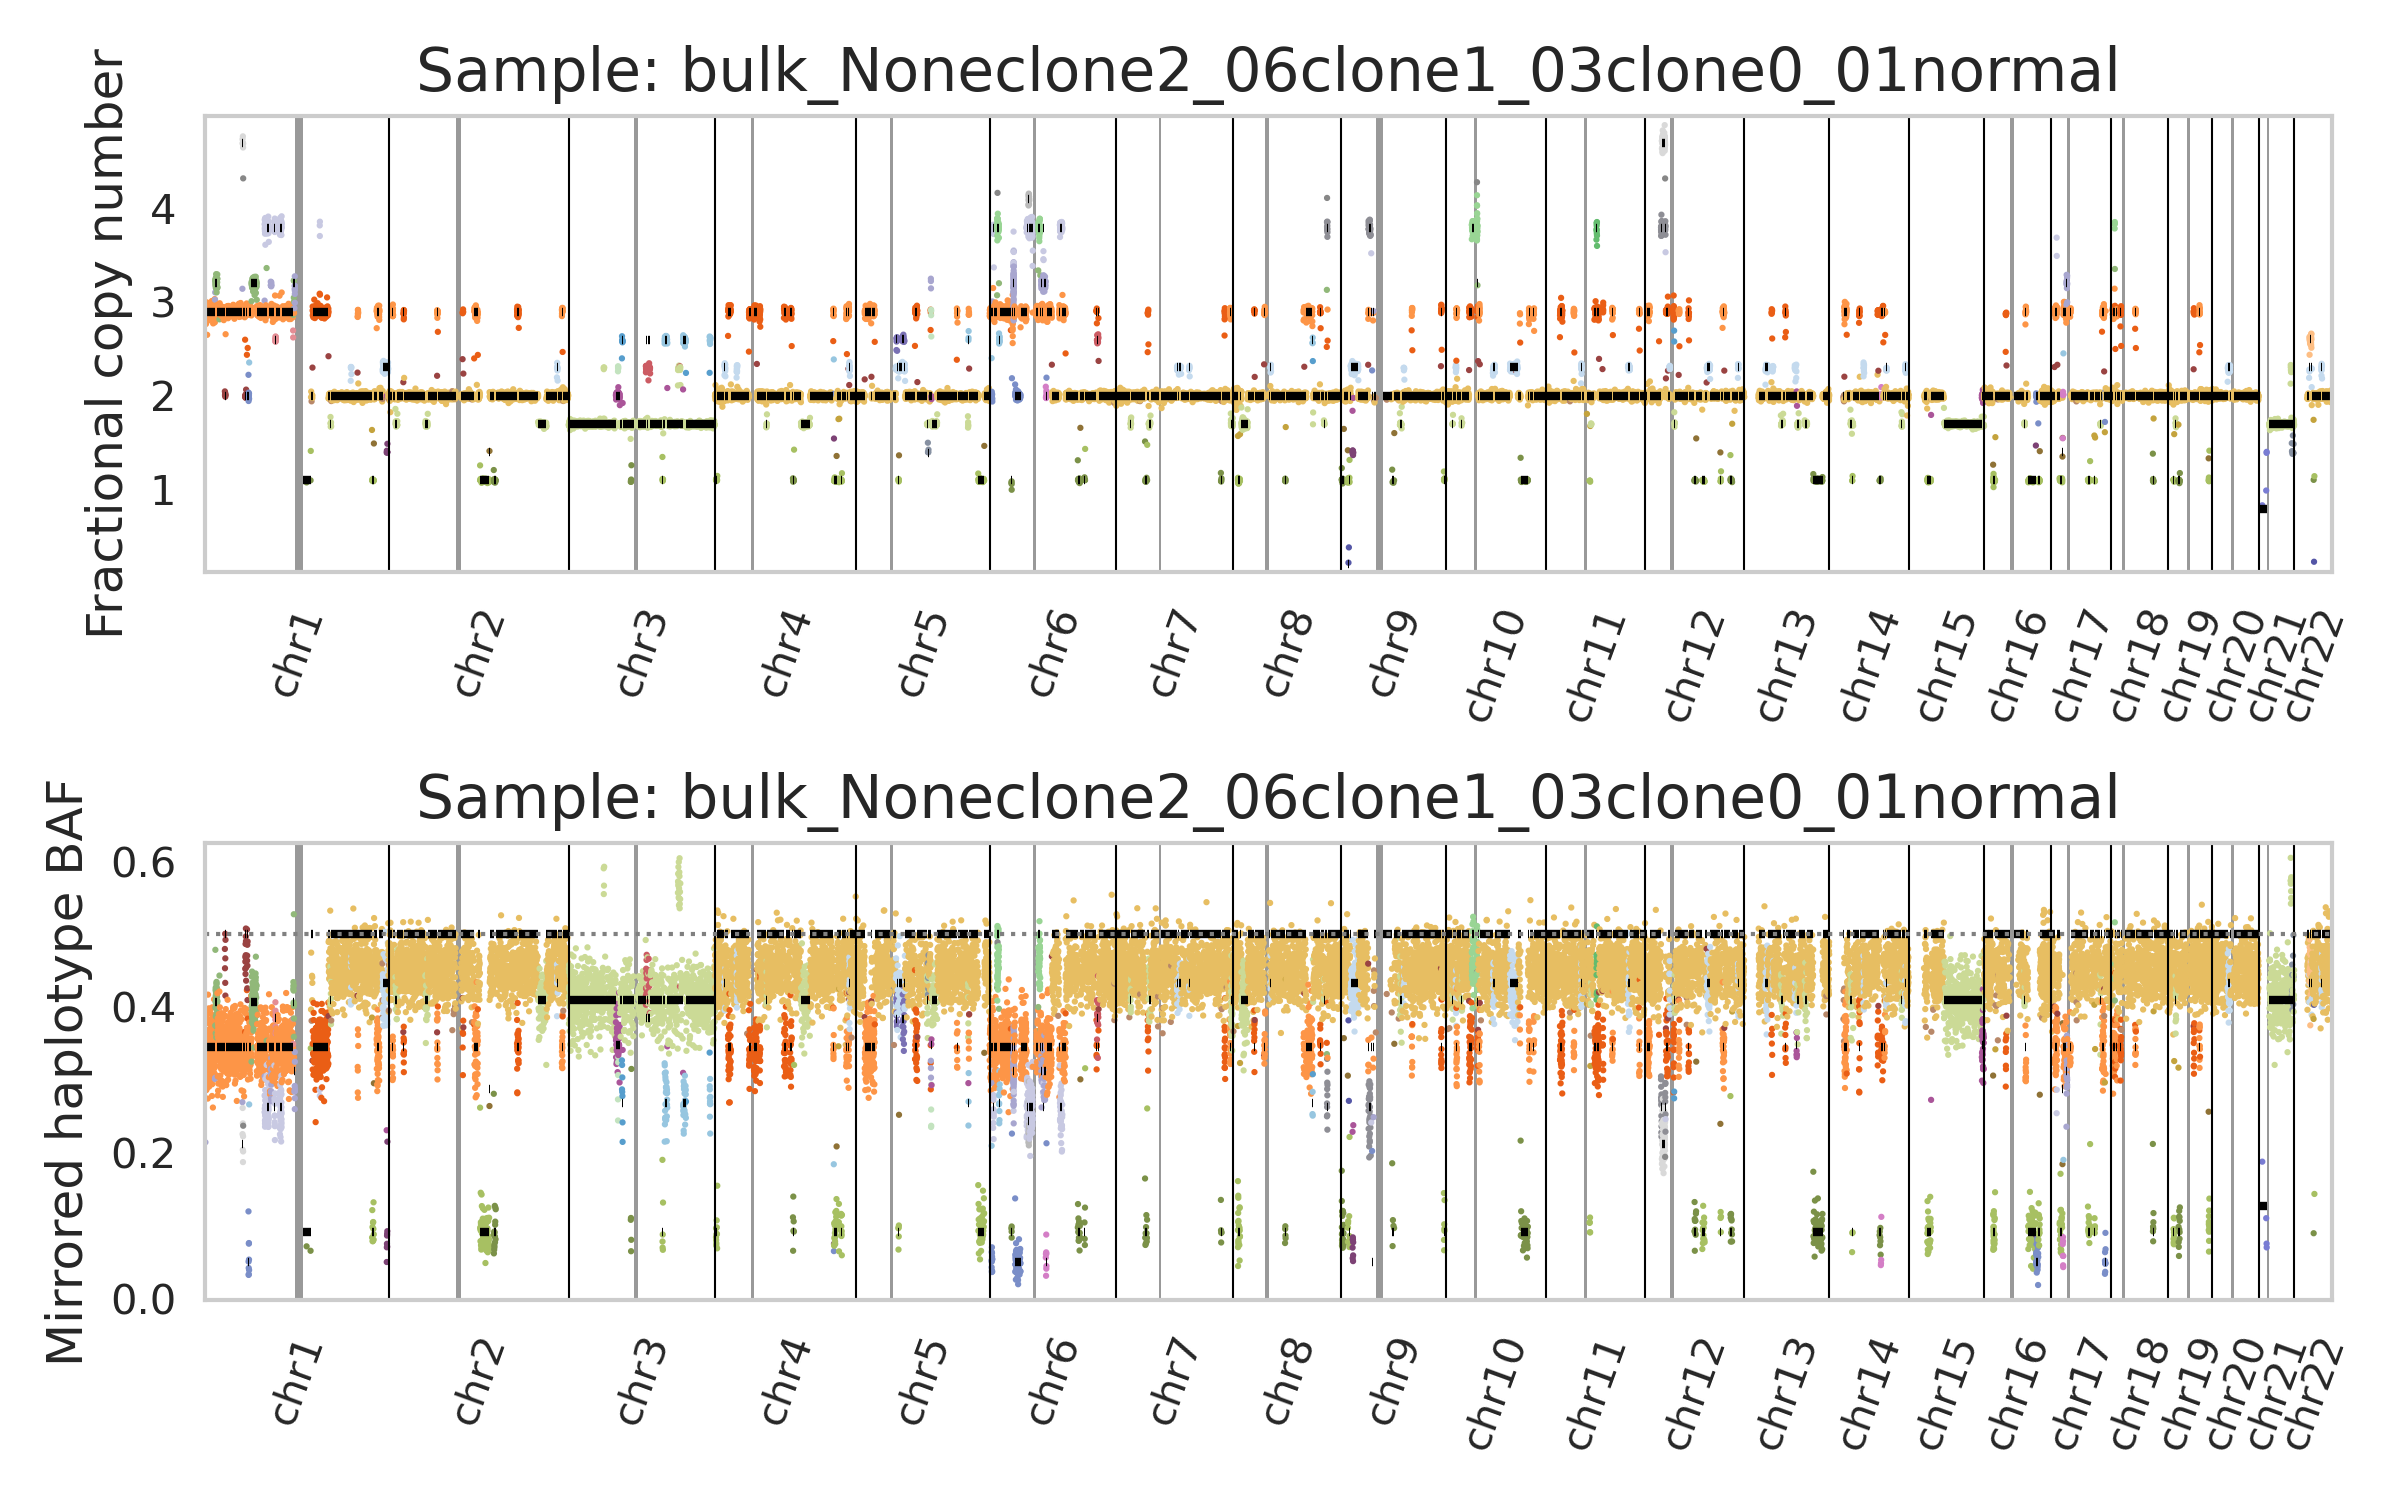 Sample: bulk_Noneclone2_06clone1_03clone0_01normal
Fractional copy number
4
3
2
1
chr1
chr2
chr3
chr4
chr5
chr6
chr7
chr8
chr9
chr10
chr11
chr12
chr13
chr14
chr15
chr16
chr17
chr18
chr19
chr20
chr21
chr22
Sample: bulk_Noneclone2_06clone1_03clone0_01normal
Mirrored haplotype BAF
0.6
0.4
0.2
0.0
chr1
chr2
chr3
chr4
chr5
chr6
chr7
chr8
chr9
chr10
chr11
chr12
chr13
chr14
chr15
chr16
chr17
chr18
chr19
chr20
chr21
chr22